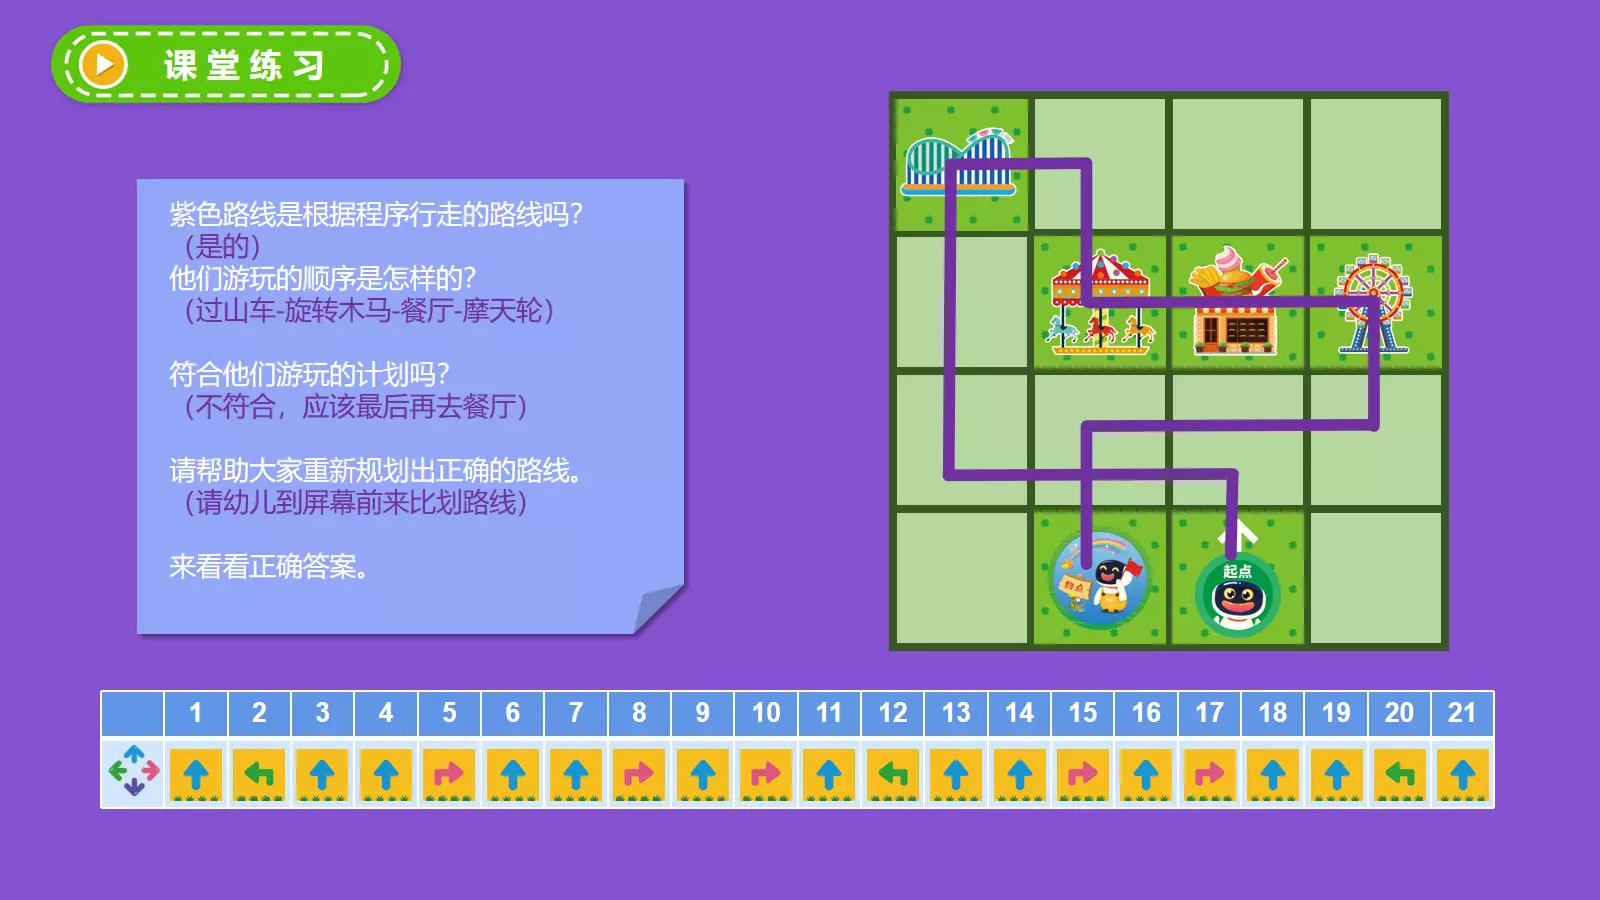 课堂练习
紫色路线是根据程序行走的路线吗？
（是的）
他们游玩的顺序是怎样的？
（过山车-旋转木马-餐厅-摩天轮）
符合他们游玩的计划吗？
（不符合，应该最后再去餐厅）
请帮助大家重新规划出正确的路线。
（请幼儿到屏幕前来比划路线）
来看看正确答案。
终点
起点
1 2 3 4 5 6 7 8 9 10 11 12 13 14 15 16 17 18 19 20 21